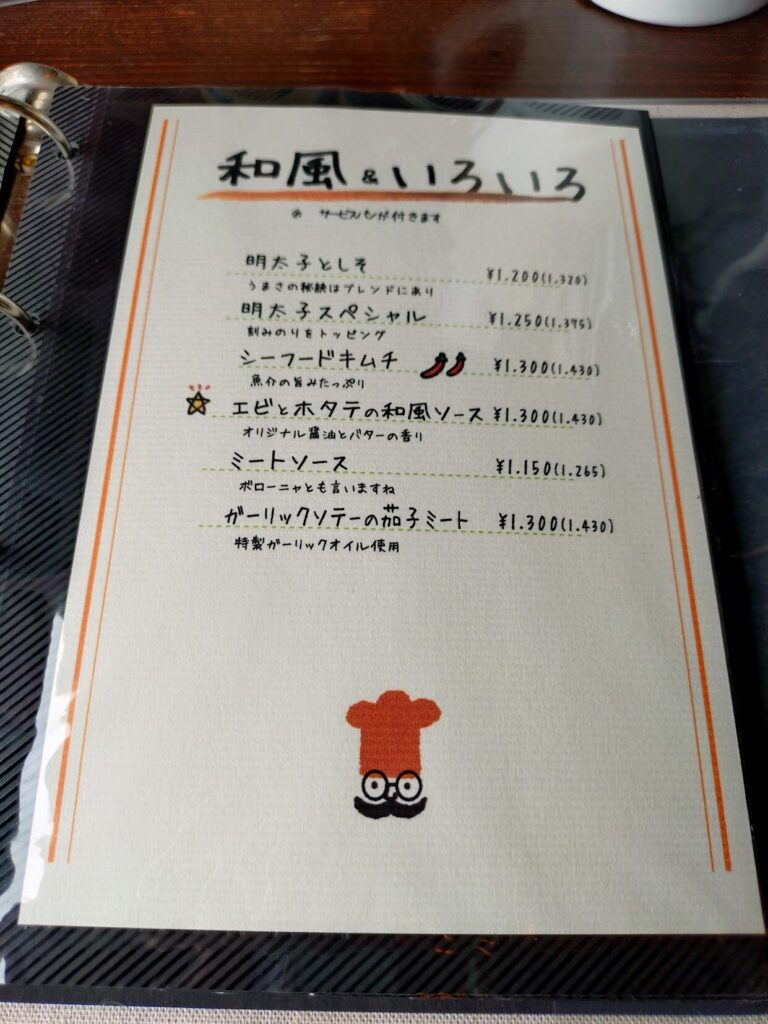 和風&いろいろ
※ サービスパンが付きます
明太子としそ ¥1.200(1.320)
うまさの秘訣はブレンドにあり
明太子スペシャル ¥1.250(1.375)
刻みのりをトッピング
シーフードキムチ ¥1.300(1.430)
魚介の旨みたっぷり
エビとホタテの和風ソース ¥1.300(1.430)
オリジナル醤油とバターの香り
ミートソース ¥1.150(1.265)
ボローニャとも言いますね
ガーリックソテーの茄子ミート ¥1.300(1.430)
特製ガーリックオイル使用